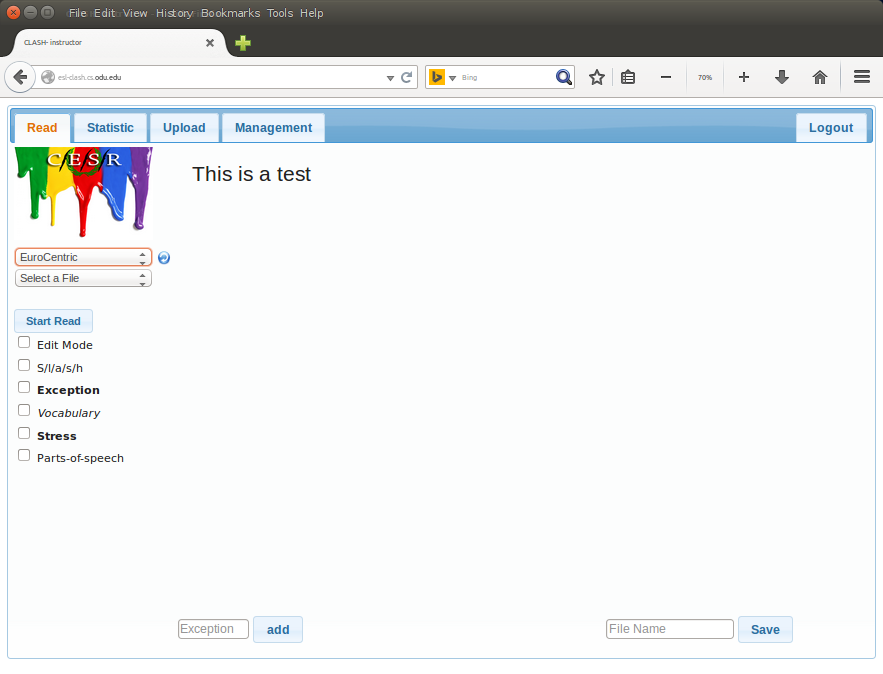 File Edit View History Bookmarks Tools Help
CLASH- instructor
esl-clash.cs.odu.edu
Bing
70%
Read Statistic Upload Management Logout
C/E/S/R
This is a test
EuroCentric
Select a File
Start Read
Edit Mode
S/l/a/s/h
Exception
Vocabulary
Stress
Parts-of-speech
Exception add File Name Save